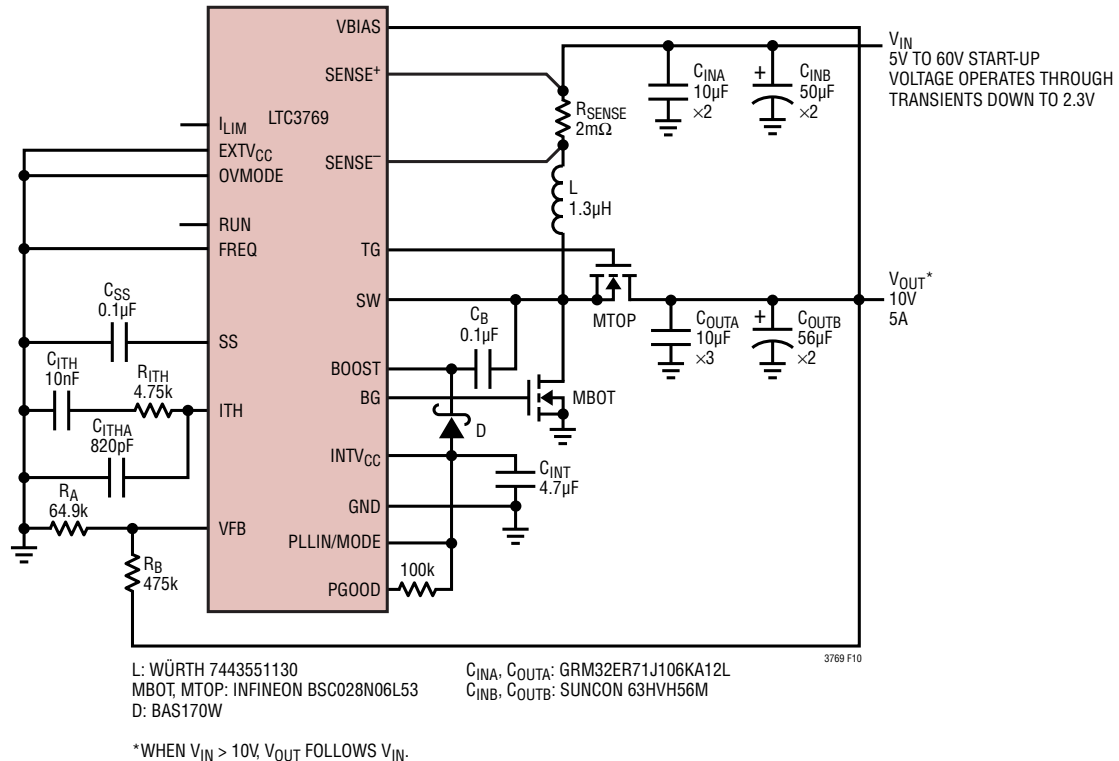 VBIAS
SENSE+
LTC3769
ILIM
EXTVCC
OVMODE
SENSE−
RUN
FREQ
TG
SW
SS
BOOST
BG
ITH
INTVCC
GND
VFB
PLLIN/MODE
PGOOD
CSS
0.1µF
CITH
10nF
RITH
4.75k
CITHA
820pF
RA
64.9k
RB
475k
RSENSE
2mΩ
L
1.3µH
CINA
10µF
×2
+
CINB
50µF
×2
VIN
5V TO 60V START-UP
VOLTAGE OPERATES THROUGH
TRANSIENTS DOWN TO 2.3V
MTOP
CB
0.1µF
MBOT
D
CINT
4.7µF
100k
COUTA
10µF
×3
+
COUTB
56µF
×2
VOUT*
10V
5A
3769 F10
L: WÜRTH 7443551130
MBOT, MTOP: INFINEON BSC028N06L53
D: BAS170W
CINA, COUTA: GRM32ER71J106KA12L
CINB, COUTB: SUNCON 63HVH56M
*WHEN VIN > 10V, VOUT FOLLOWS VIN.